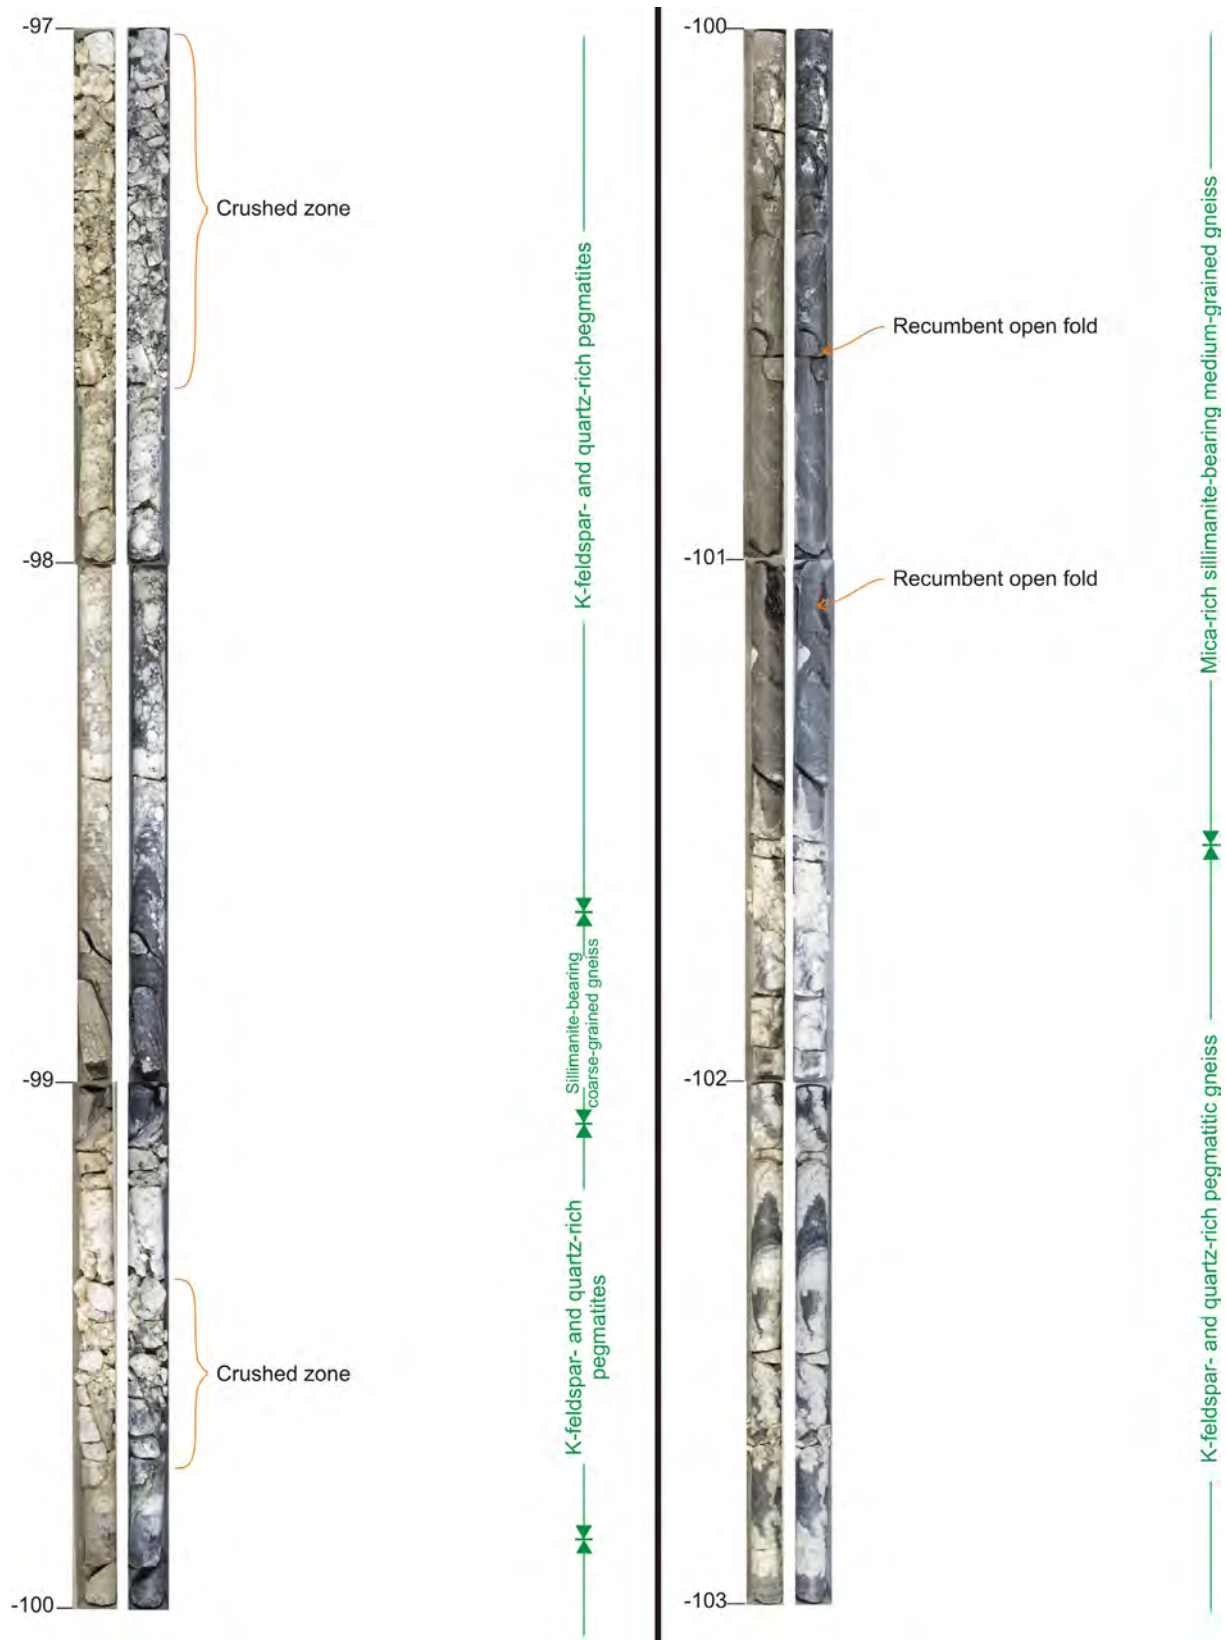 -97
Crushed zone
K-feldspar- and quartz-rich pegmatites
-98
Sillimanite-bearing
coarse-grained gneiss
-99
K-feldspar- and quartz-rich
pegmatites
Crushed zone
-100
-100
Recumbent open fold
Mica-rich sillimanite-bearing medium-grained gneiss
-101
Recumbent open fold
-102
K-feldspar- and quartz-rich pegmatitic gneiss
-103